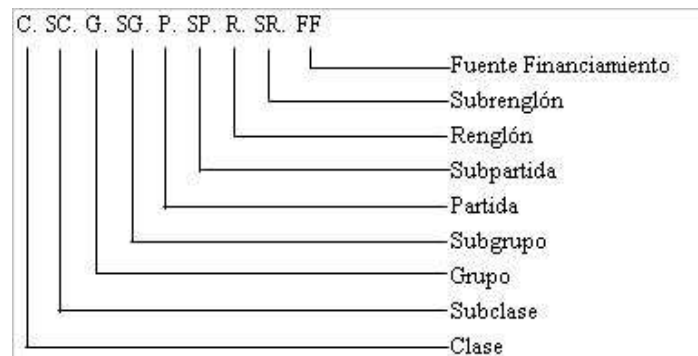 C. SC. G. SG. P. SP. R. SR. FF
Fuente Financiamiento
Subrenglón
Renglón
Subpartida
Partida
Subgrupo
Grupo
Subclase
Clase